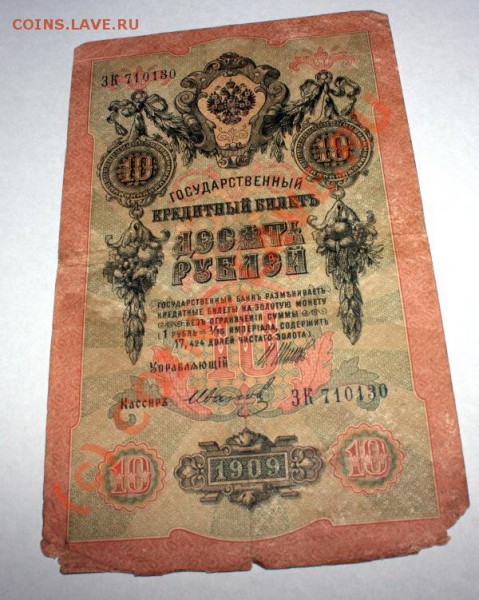 COINS.LAVE.RU
ЗК 710130
10 10
ГОСУДАРСТВЕННЫЙ
КРЕДИТНЫЙ БИЛЕТЪ
ДЕСЯТЬ
РУБЛЕЙ
ГОСУДАРСТВЕННЫЙ БАНКЪ РАЗМѢНИВАЕТЪ
КРЕДИТНЫЕ БИЛЕТЫ НА ЗОЛОТУЮ МОНЕТУ
БЕЗЪ ОГРАНИЧЕНІЯ СУММЫ
(1 РУБЛЬ = 1/15 ИМПЕРІАЛА, СОДЕРЖИТЪ
17,424 ДОЛЕЙ ЧИСТАГО ЗОЛОТА)
10
УПРАВЛЯЮЩІЙ
Кассиръ
ЗК 710130
10 1909 10